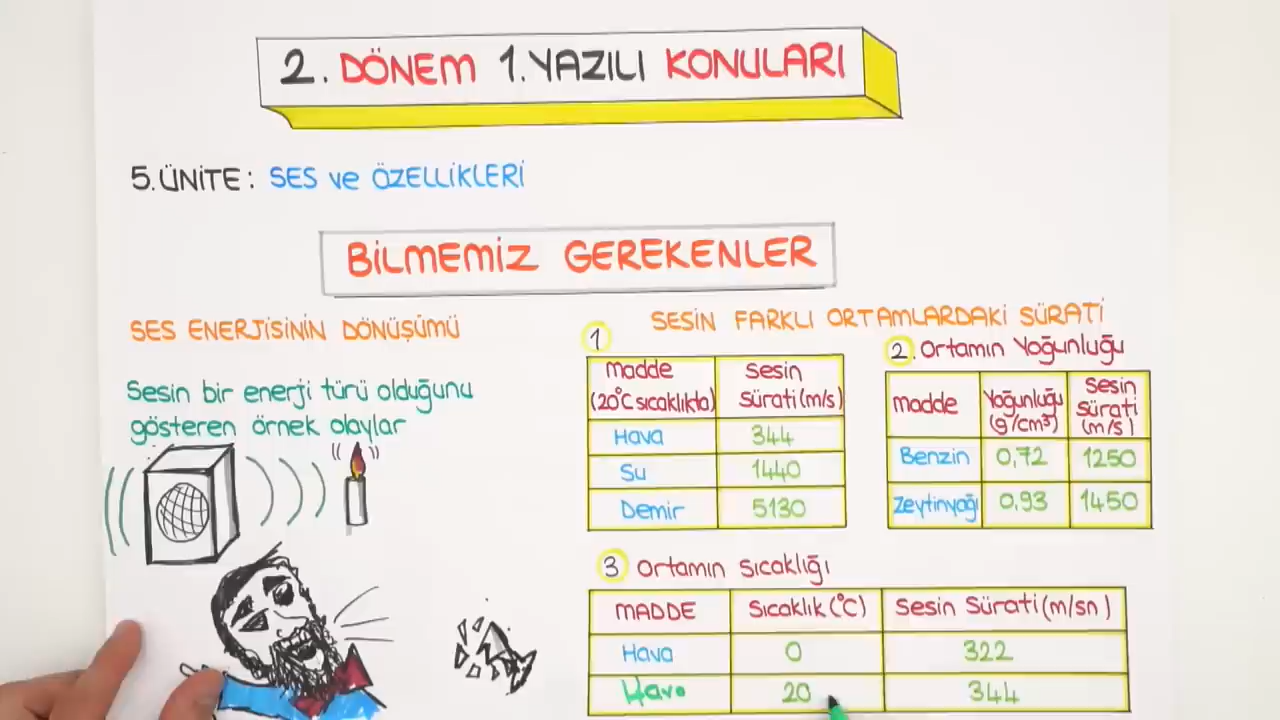 2. DÖNEM 1. YAZILI KONULARI
5. ÜNİTE: SES ve ÖZELLİKLERİ
BİLMEMİZ GEREKENLER
SES ENERJİSİNİN DÖNÜŞÜMÜ
Sesin bir enerji türü olduğunu
gösteren örnek olaylar
SESİN FARKLI ORTAMLARDAKİ SÜRATİ
1
madde (20°C sıcaklıkta) Sesin Sürati (m/s)
Hava 344
Su 1440
Demir 5130
2. Ortamın Yoğunluğu
madde Yoğunluğu (g/cm³) Sesin Sürati (m/s)
Benzin 0,72 1250
Zeytinyağı 0,93 1450
3 Ortamın Sıcaklığı
MADDE Sıcaklık (°C) Sesin Sürati (m/sn)
Hava 0 322
Hava 20 344